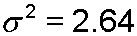 σ² = 2.64